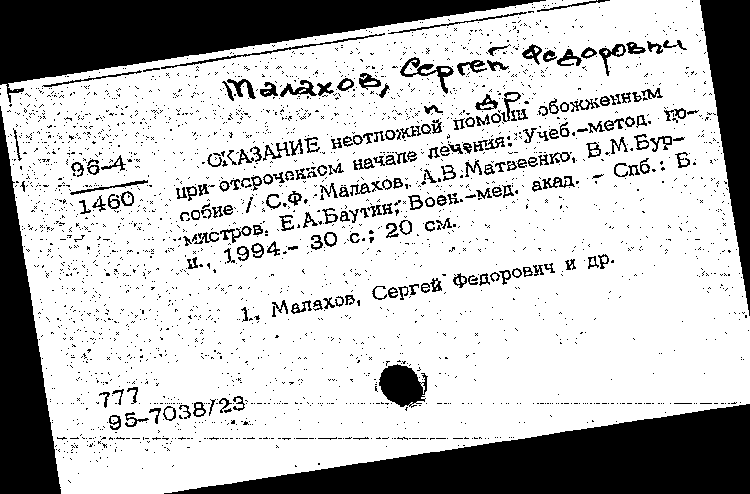 Малахов, Сергей Федорович
и др.
96-4
1460
ОКАЗАНИЕ неотложной помощи обожженным
при отсроченном начале лечения: Учеб.-метод. по-
собие / С.Ф. Малахов, А.В.Матвеенко, В.М.Бур-
мистров, Е.А.Баутин; Воен.-мед. акад. - Спб.: Б.
и., 1994.- 30 с.; 20 см.
1. Малахов, Сергей Федорович и др.
777
95-7038/23